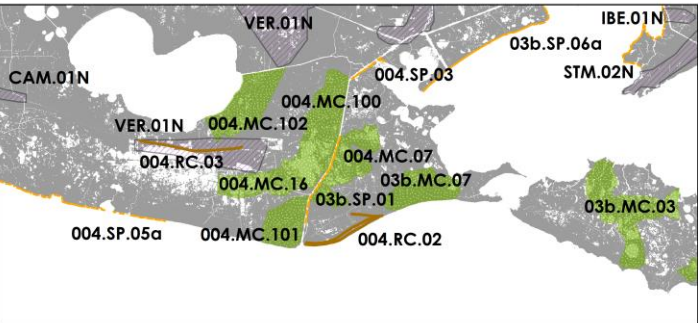 VER.01N
IBE.01N
03b.SP.06a
CAM.01N
004.SP.03
STM.02N
004.MC.100
004.MC.102
VER.01N
004.RC.03
004.MC.07
004.MC.16
03b.MC.07
03b.SP.01
03b.MC.03
004.SP.05a
004.MC.101
004.RC.02